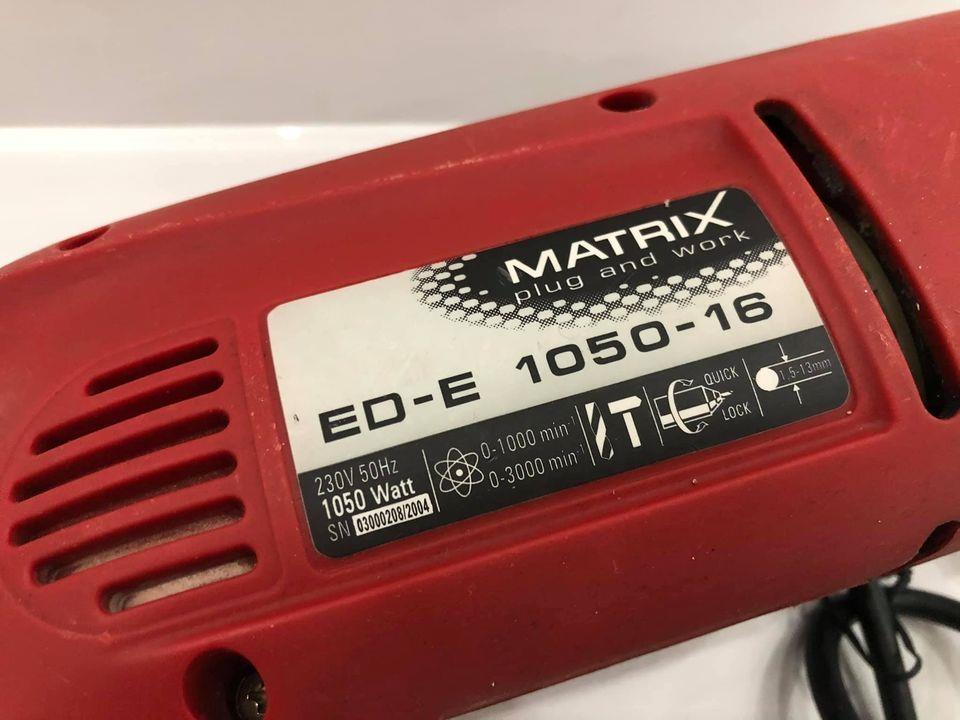 MATRIX
plug and work
ED-E 1050-16
230V 50Hz
1050 Watt
SN 03000208/2004
0-1000 min⁻¹
0-3000 min⁻¹
QUICK
LOCK
1,5-13mm